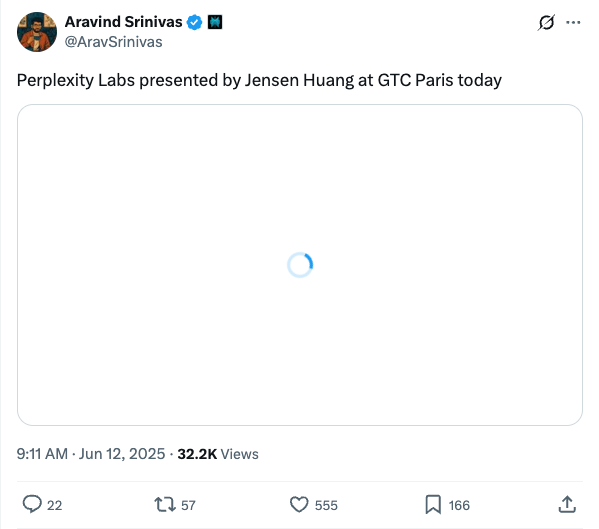 Aravind Srinivas
@AravSrinivas
Perplexity Labs presented by Jensen Huang at GTC Paris today
9:11 AM · Jun 12, 2025 · 32.2K Views
22 57 555 166